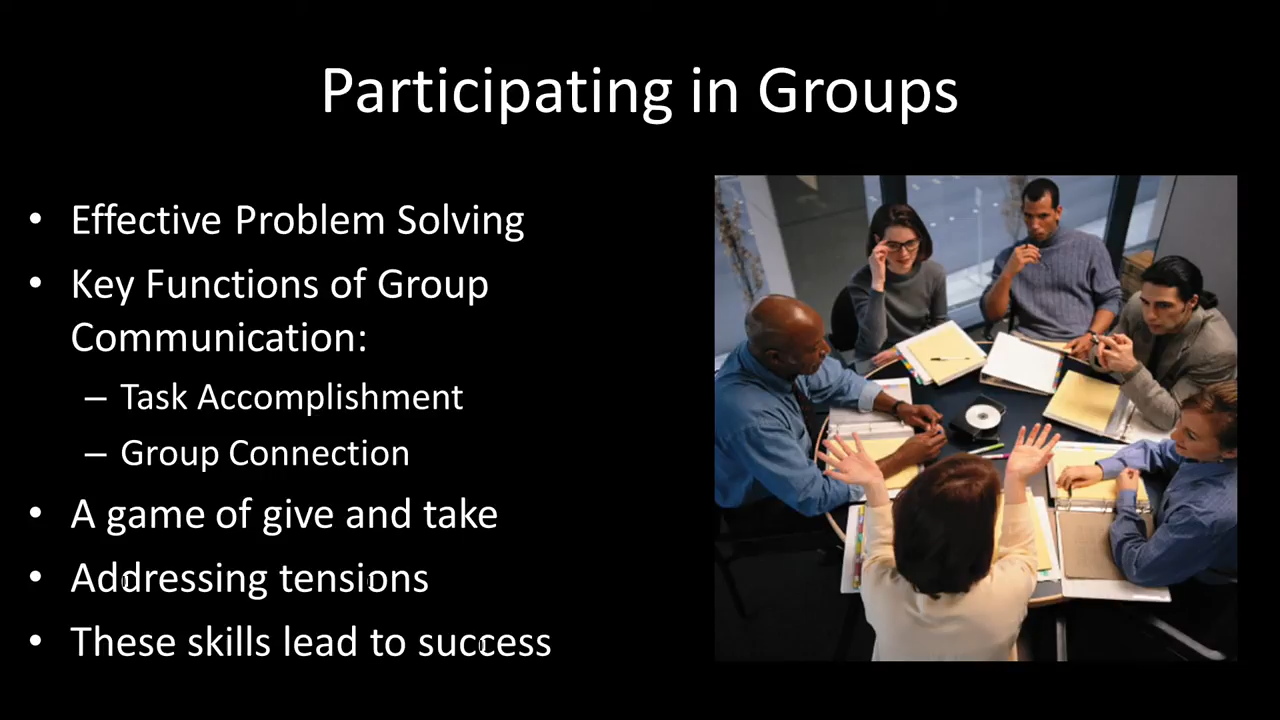 Participating in Groups
• Effective Problem Solving
• Key Functions of Group
Communication:
– Task Accomplishment
– Group Connection
• A game of give and take
• Addressing tensions
• These skills lead to success